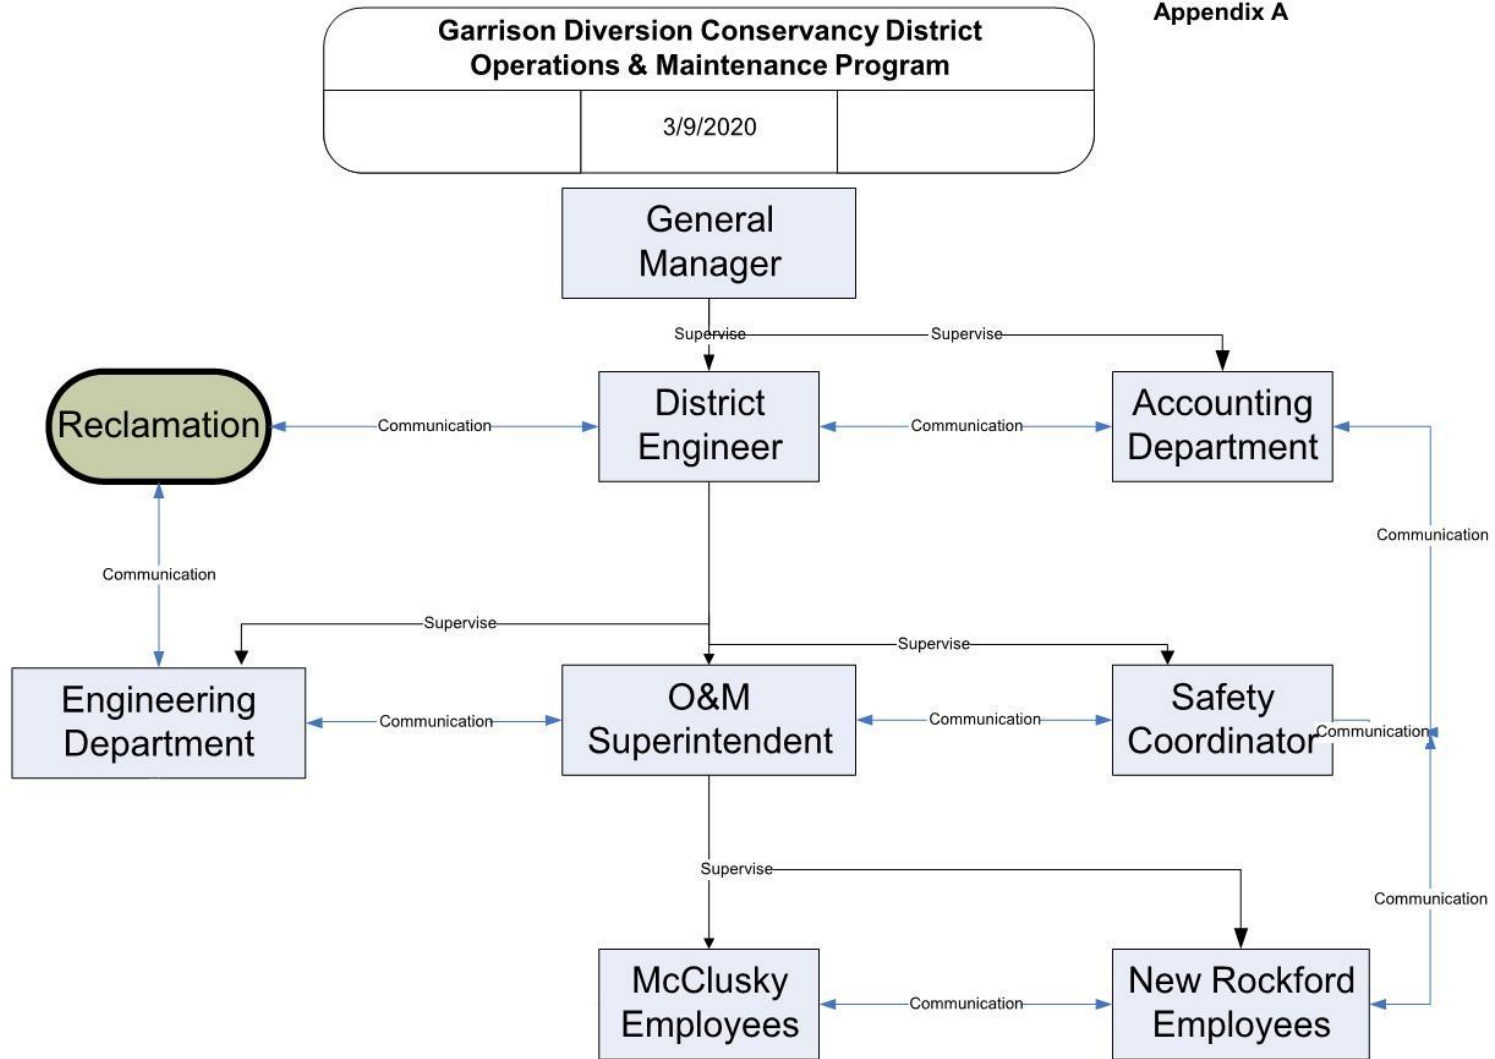 Appendix A
Garrison Diversion Conservancy District
Operations & Maintenance Program
3/9/2020
General
Manager
Supervise
Supervise
Reclamation
Communication
District
Engineer
Communication
Accounting
Department
Communication
Communication
Supervise
Supervise
Engineering
Department
Communication
O&M
Superintendent
Communication
Safety
Coordinator
Communication
Supervise
Communication
McClusky
Employees
Communication
New Rockford
Employees